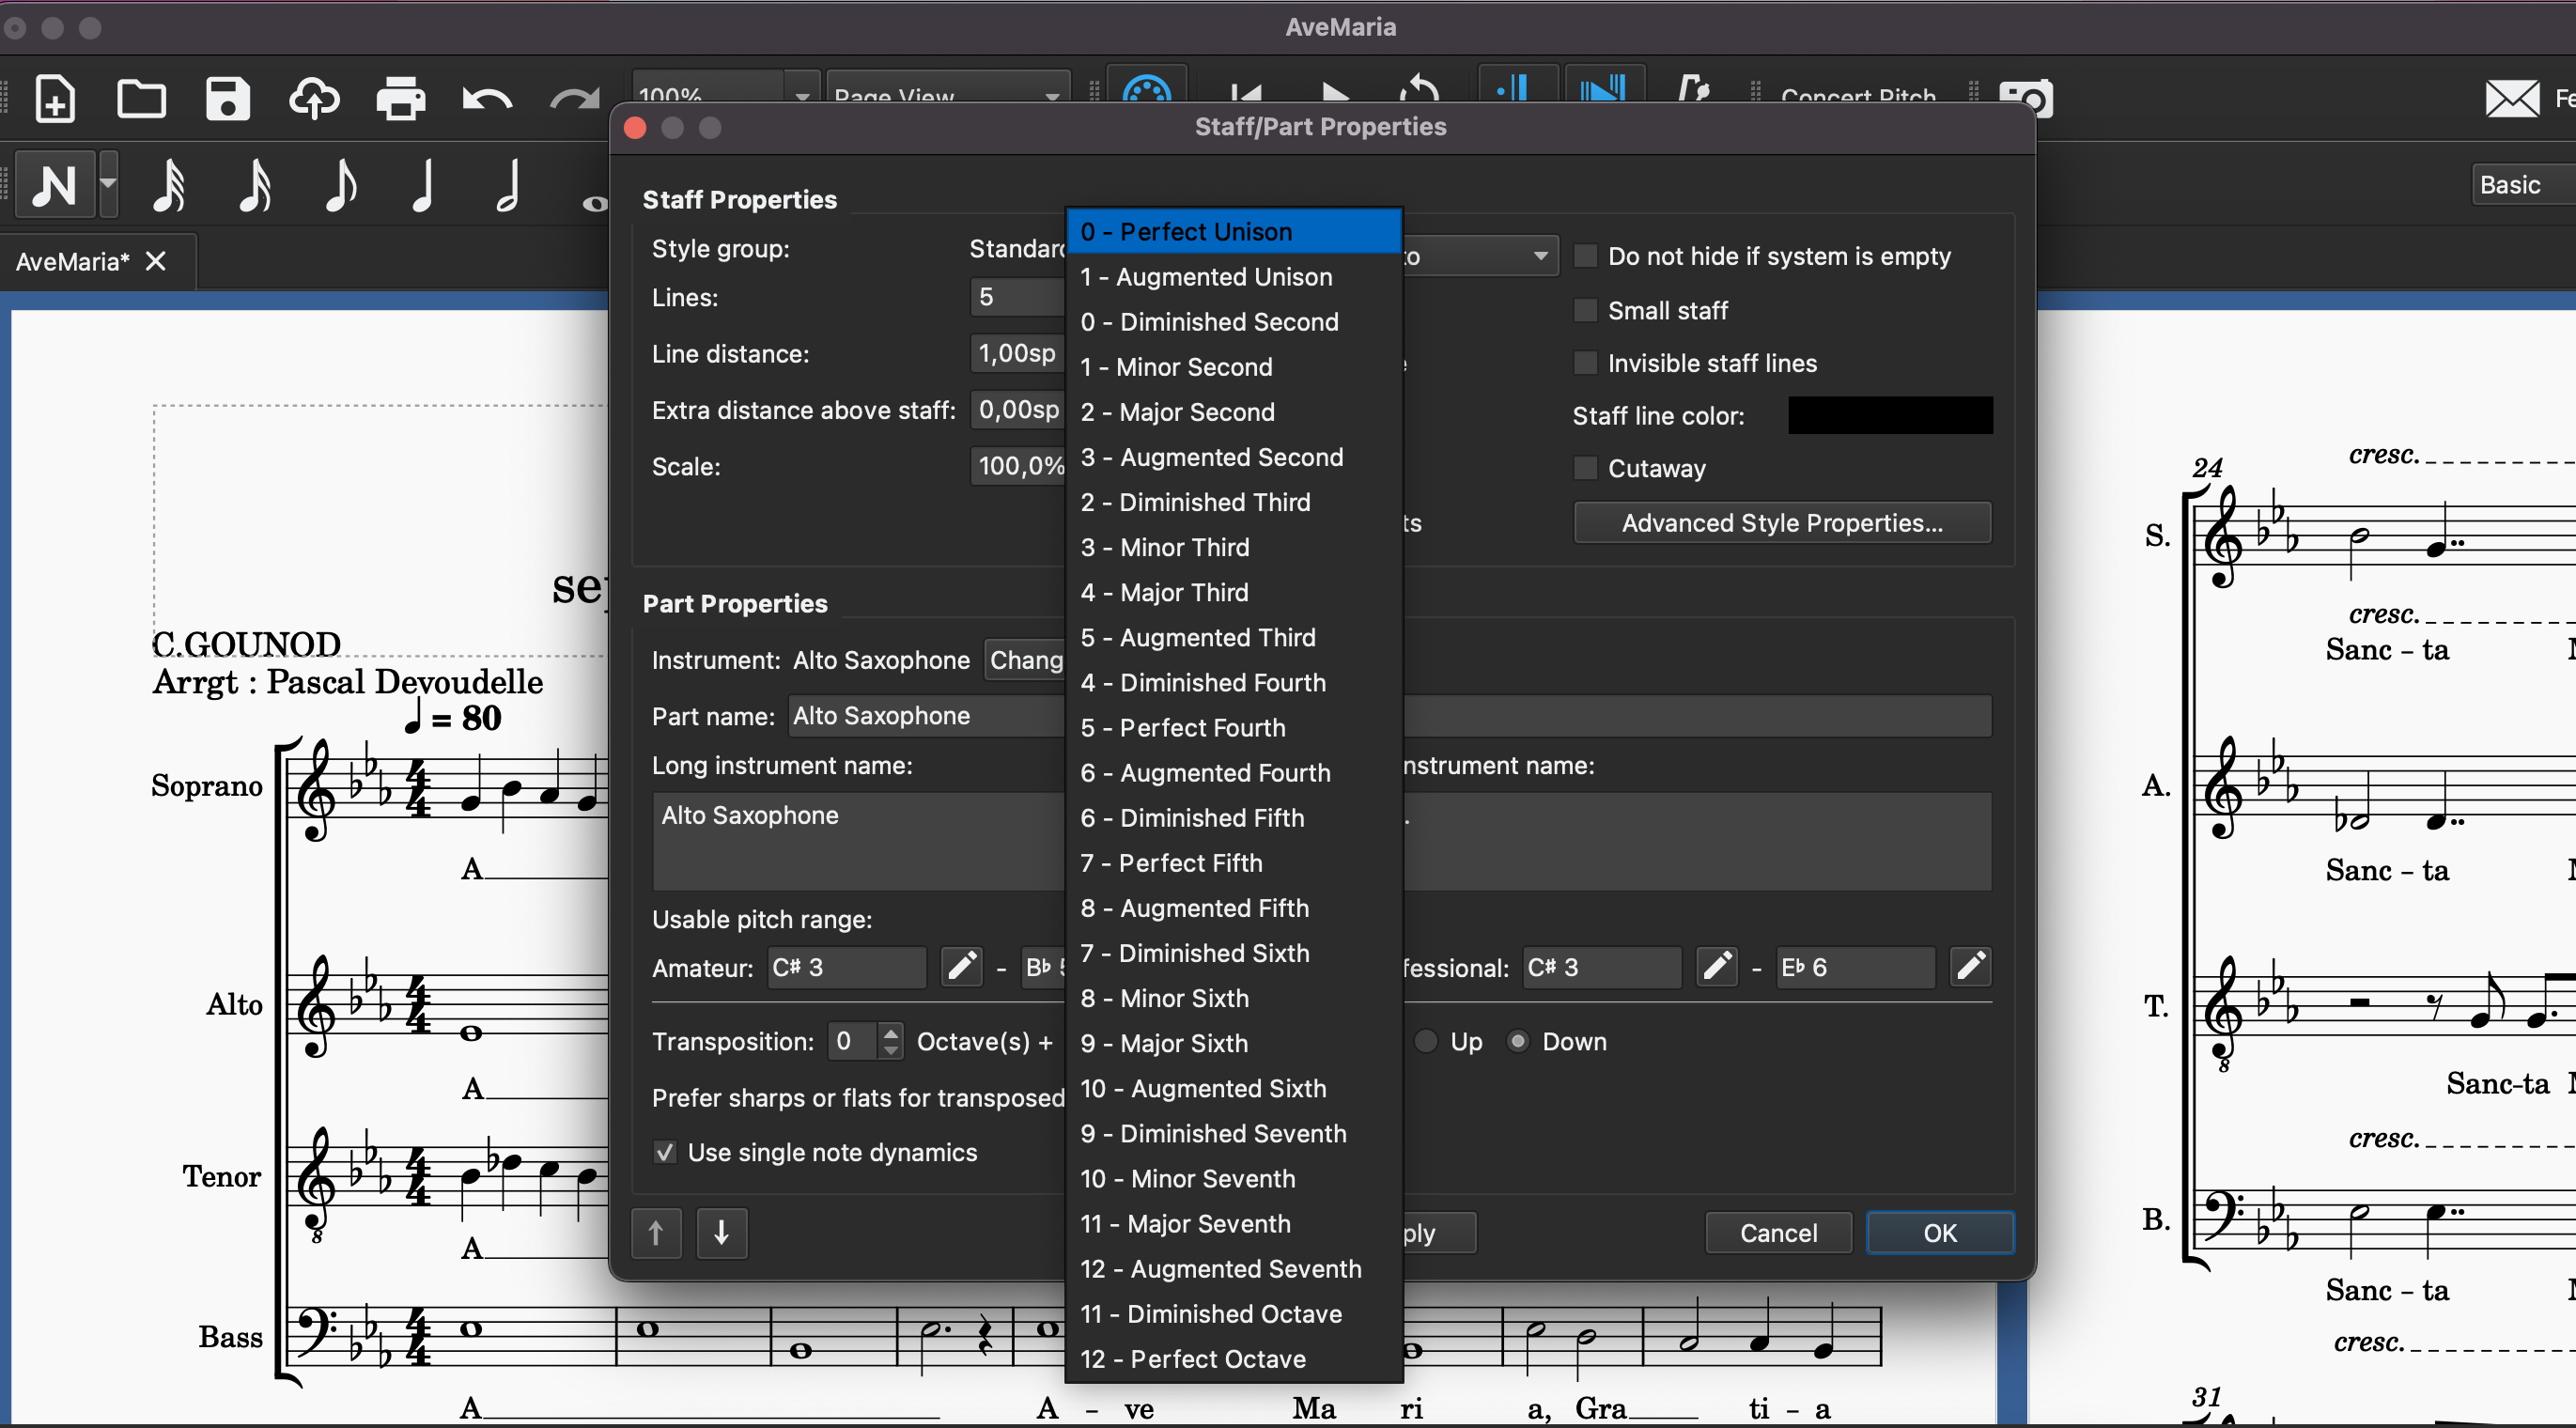 AveMaria
100%
Page View
Concert Pitch
Staff/Part Properties
Basic
AveMaria*
Staff Properties
Style group:
Lines:
5
Line distance:
1,00sp
Extra distance above staff:
0,00sp
Scale:
100,0%
Do not hide if system is empty
Small staff
Invisible staff lines
Staff line color:
Cutaway
Advanced Style Properties...
0 - Perfect Unison
1 - Augmented Unison
0 - Diminished Second
1 - Minor Second
2 - Major Second
3 - Augmented Second
2 - Diminished Third
3 - Minor Third
4 - Major Third
5 - Augmented Third
4 - Diminished Fourth
5 - Perfect Fourth
6 - Augmented Fourth
6 - Diminished Fifth
7 - Perfect Fifth
8 - Augmented Fifth
7 - Diminished Sixth
8 - Minor Sixth
9 - Major Sixth
10 - Augmented Sixth
9 - Diminished Seventh
10 - Minor Seventh
11 - Major Seventh
12 - Augmented Seventh
11 - Diminished Octave
12 - Perfect Octave
Part Properties
Instrument: Alto Saxophone
Part name: Alto Saxophone
Long instrument name:
instrument name:
Alto Saxophone
Usable pitch range:
Amateur: C# 3 - B♭
C# 3 - E♭ 6
Transposition: 0 Octave(s) +
Up Down
Prefer sharps or flats for transposed
Use single note dynamics
Cancel
OK
C.GOUNOD
Arrgt : Pascal Devoudelle
= 80
Soprano
A
Alto
A
Tenor
8
A
Bass
A A - ve Ma ri a, Gra ti - a
24
cresc.
S.
cresc.
Sanc - ta
A.
Sanc - ta
T.
8
Sanc-ta
cresc.
B.
Sanc - ta
cresc.
31